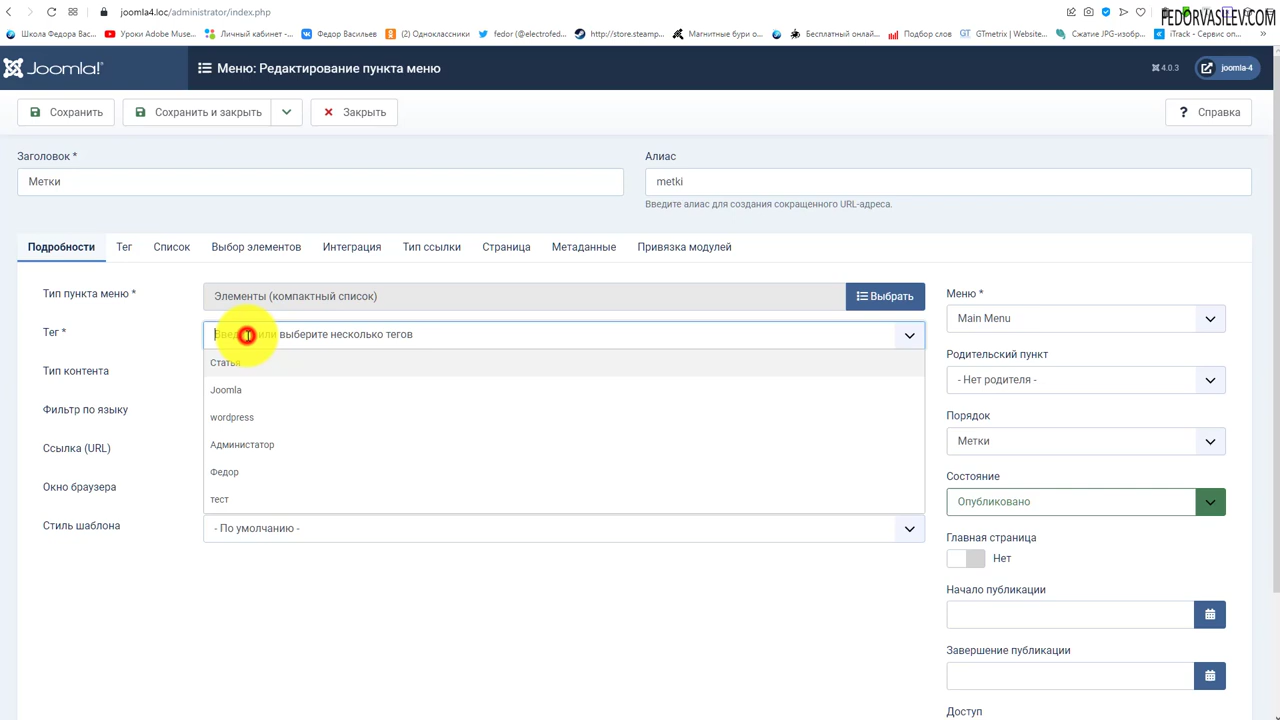 joomla4.loc/administrator/index.php
FEDORVASILEV.COM
Школа Федора Вась...
Уроки Adobe Muse...
Личный кабинет -...
Федор Васильев
(2) Одноклассники
fedor (@electrofed...
http://store.steamp...
Магнитные бури о...
Бесплатный онлай...
Подбор слов
GTmetrix | Website...
Сжатие JPG-изобр...
iTrack - Сервис оп...
Joomla!
Меню: Редактирование пункта меню
4.0.3
joomla-4
Сохранить
Сохранить и закрыть
Закрыть
? Справка
Заголовок *
Алиас
Метки
metki
Введите алиас для создания сокращенного URL-адреса.
Подробности
Тег
Список
Выбор элементов
Интеграция
Тип ссылки
Страница
Метаданные
Привязка модулей
Тип пункта меню *
Элементы (компактный список)
Выбрать
Тег *
или выберите несколько тегов
Статья
Joomla
wordpress
Администатор
Федор
тест
Тип контента
Фильтр по языку
Ссылка (URL)
Окно браузера
Стиль шаблона
- По умолчанию -
Меню *
Main Menu
Родительский пункт
- Нет родителя -
Порядок
Метки
Состояние
Опубликовано
Главная страница
Нет
Начало публикации
Завершение публикации
Доступ